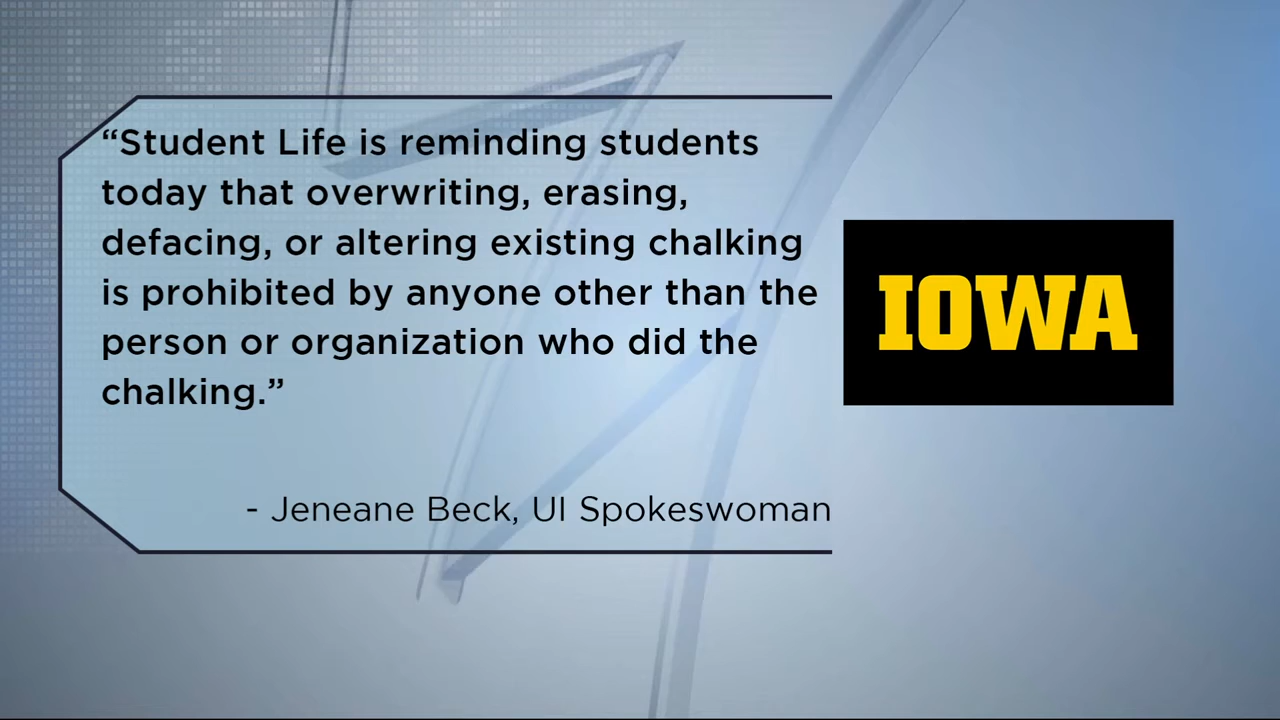 “Student Life is reminding students
today that overwriting, erasing,
defacing, or altering existing chalking
is prohibited by anyone other than the
person or organization who did the
chalking.”
- Jeneane Beck, UI Spokeswoman
IOWA